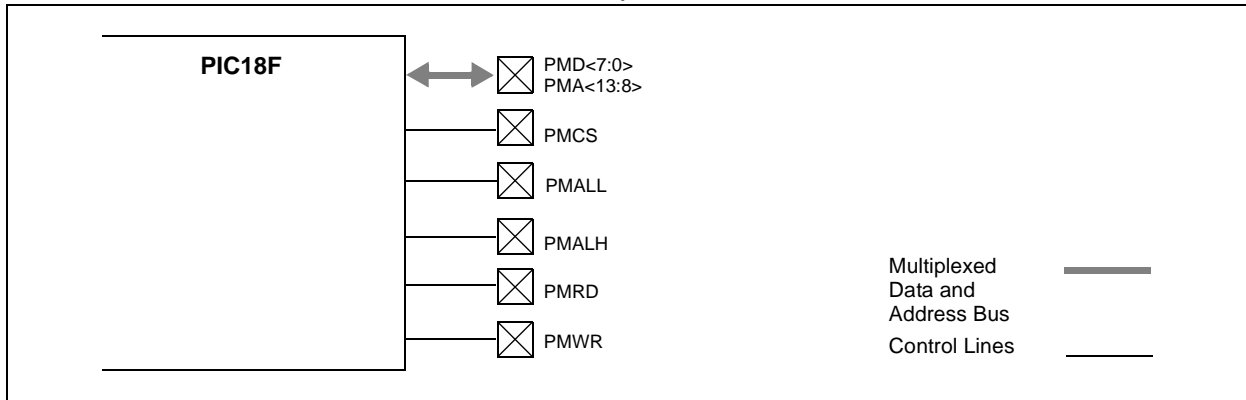 PIC18F
PMD<7:0>
PMA<13:8>
PMCS
PMALL
PMALH
PMRD
PMWR
Multiplexed
Data and
Address Bus
Control Lines